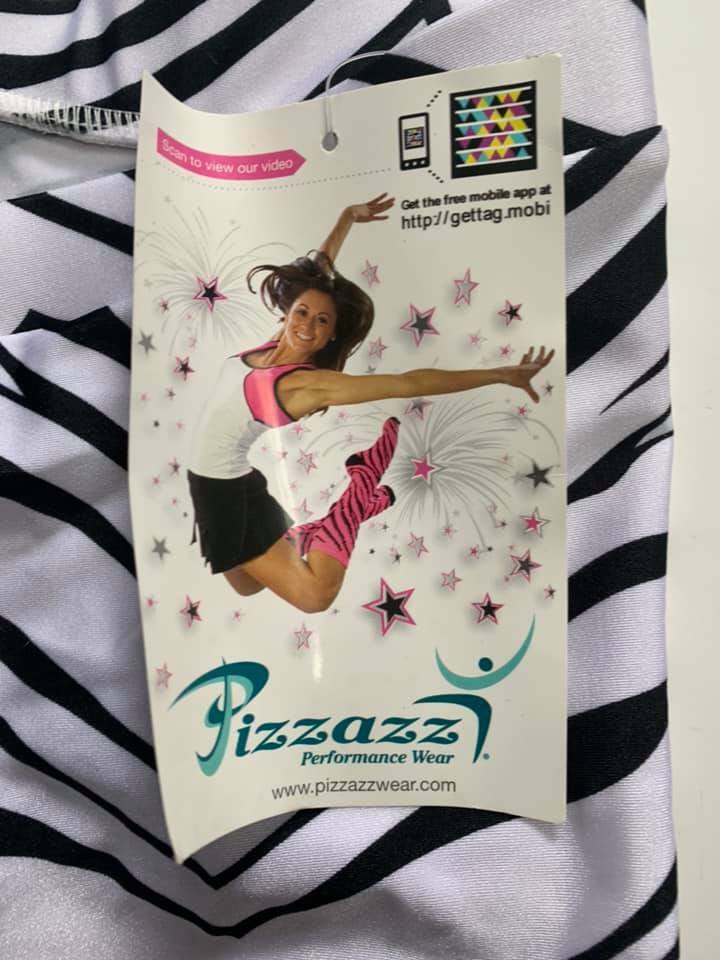 Scan to view our video
Get the free mobile app at
http://gettag.mobi
Pizzazz
Performance Wear
www.pizzazzwear.com